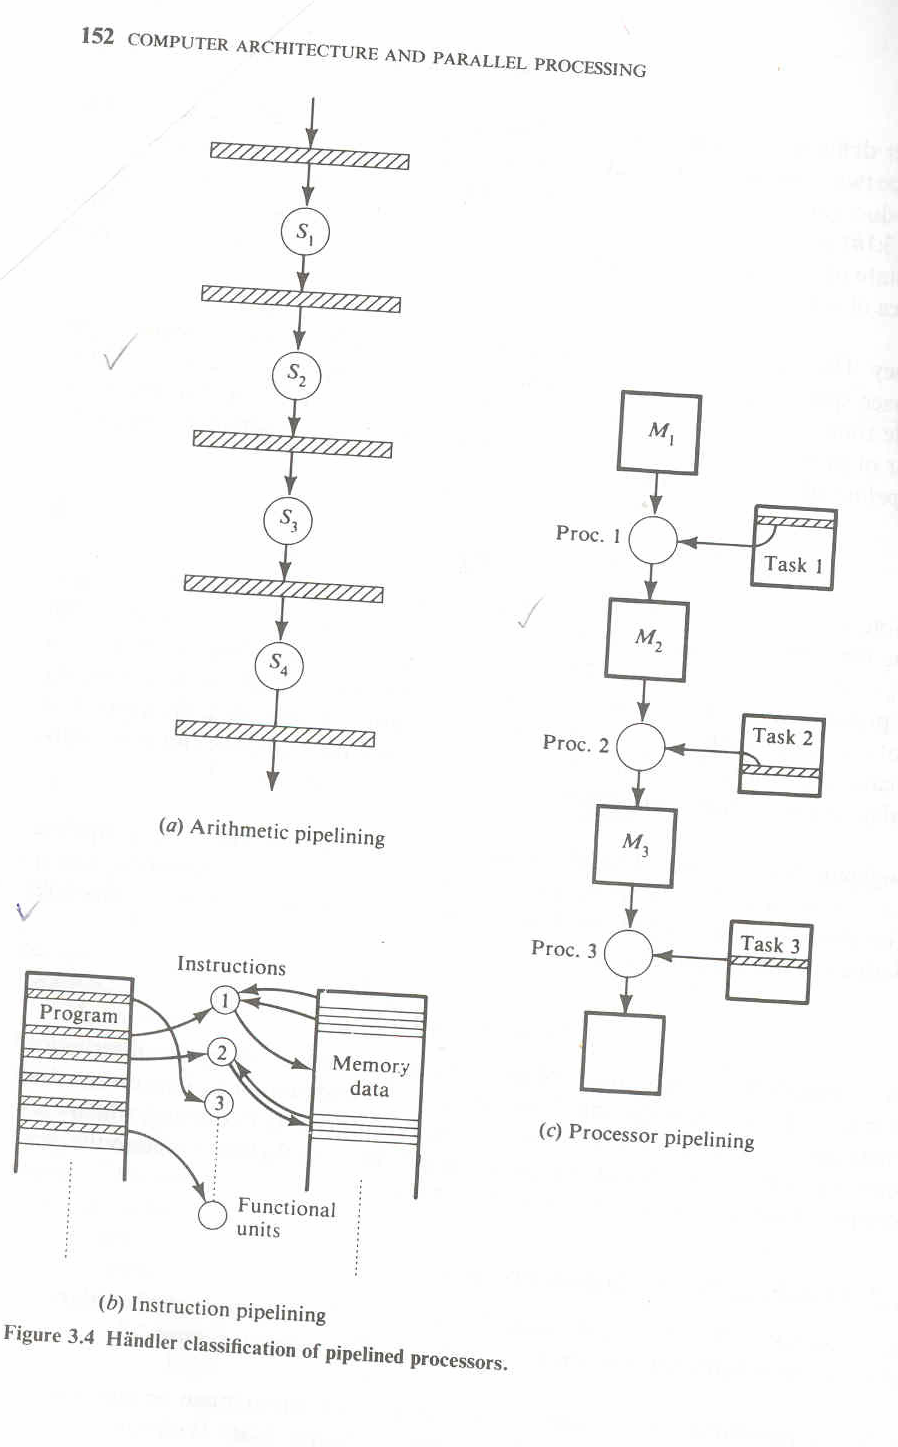 152 COMPUTER ARCHITECTURE AND PARALLEL PROCESSING
S1
S2
S3
S4
(a) Arithmetic pipelining
M1
Proc. 1
Task 1
M2
Proc. 2
Task 2
M3
Proc. 3
Task 3
(c) Processor pipelining
Instructions
Program
1
2
3
Memory
data
Functional
units
(b) Instruction pipelining
Figure 3.4 Händler classification of pipelined processors.